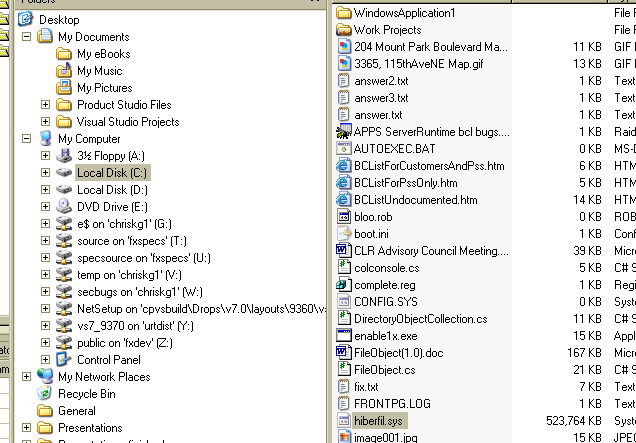 Desktop
My Documents
My eBooks
My Music
My Pictures
Product Studio Files
Visual Studio Projects
My Computer
3½ Floppy (A:)
Local Disk (C:)
Local Disk (D:)
DVD Drive (E:)
e$ on 'chriskg1' (G:)
source on 'fxspecs' (T:)
specsource on 'fxspecs' (U:)
temp on 'chriskg1' (V:)
secbugs on 'chriskg1' (W:)
NetSetup on 'cpvsbuild\Drops\v7.0\layouts\9360\vs
vs7_9370 on 'urtdist' (Y:)
public on 'fxdev' (Z:)
Control Panel
My Network Places
Recycle Bin
General
Presentations
WindowsApplication1 File F
Work Projects File F
204 Mount Park Boulevard Ma... 11 KB GIF I
3365, 115thAveNE Map.gif 13 KB GIF I
answer2.txt 1 KB Text
answer3.txt 1 KB Text
answer.txt 1 KB Text
APPS ServerRuntime bcl bugs.... 1 KB Raid
AUTOEXEC.BAT 0 KB MS-D
BCListForCustomersAndPss.htm 6 KB HTM
BCListForPssOnly.htm 5 KB HTM
BCListUndocumented.htm 14 KB HTM
bloo.rob 0 KB ROB
boot.ini 1 KB Conf
CLR Advisory Council Meeting.... 39 KB Micro
colconsole.cs 5 KB C# S
complete.reg 1 KB Regi
CONFIG.SYS 0 KB Syst
DirectoryObjectCollection.cs 11 KB C# S
enable1x.exe 15 KB Appl
FileObject(1.0).doc 167 KB Micro
FileObject.cs 21 KB C# S
fix.txt 7 KB Text
FRONTPG.LOG 1 KB Text
hiberfil.sys 523,764 KB Syst
image001.jpg 15 KB JPEG